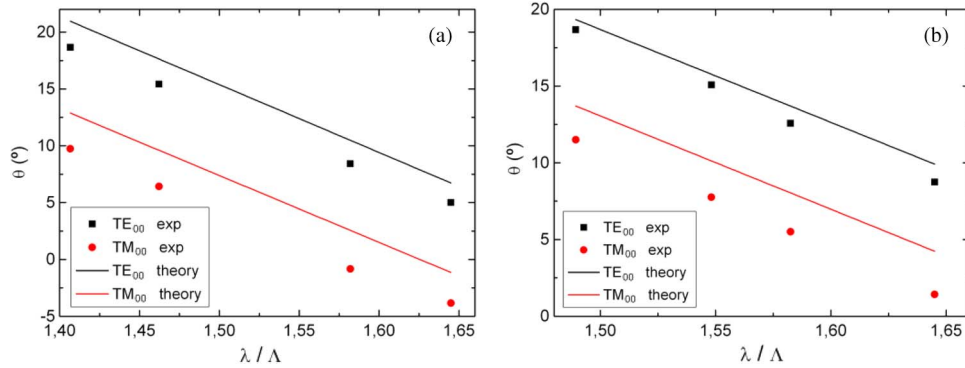 (a)
20
15
10
5
0
-5
θ (º)
TE00 exp
TM00 exp
TE00 theory
TM00 theory
1,40 1,45 1,50 1,55 1,60 1,65
λ / Λ
(b)
20
15
10
5
0
θ (º)
TE00 exp
TM00 exp
TE00 theory
TM00 theory
1,50 1,55 1,60 1,65
λ / Λ